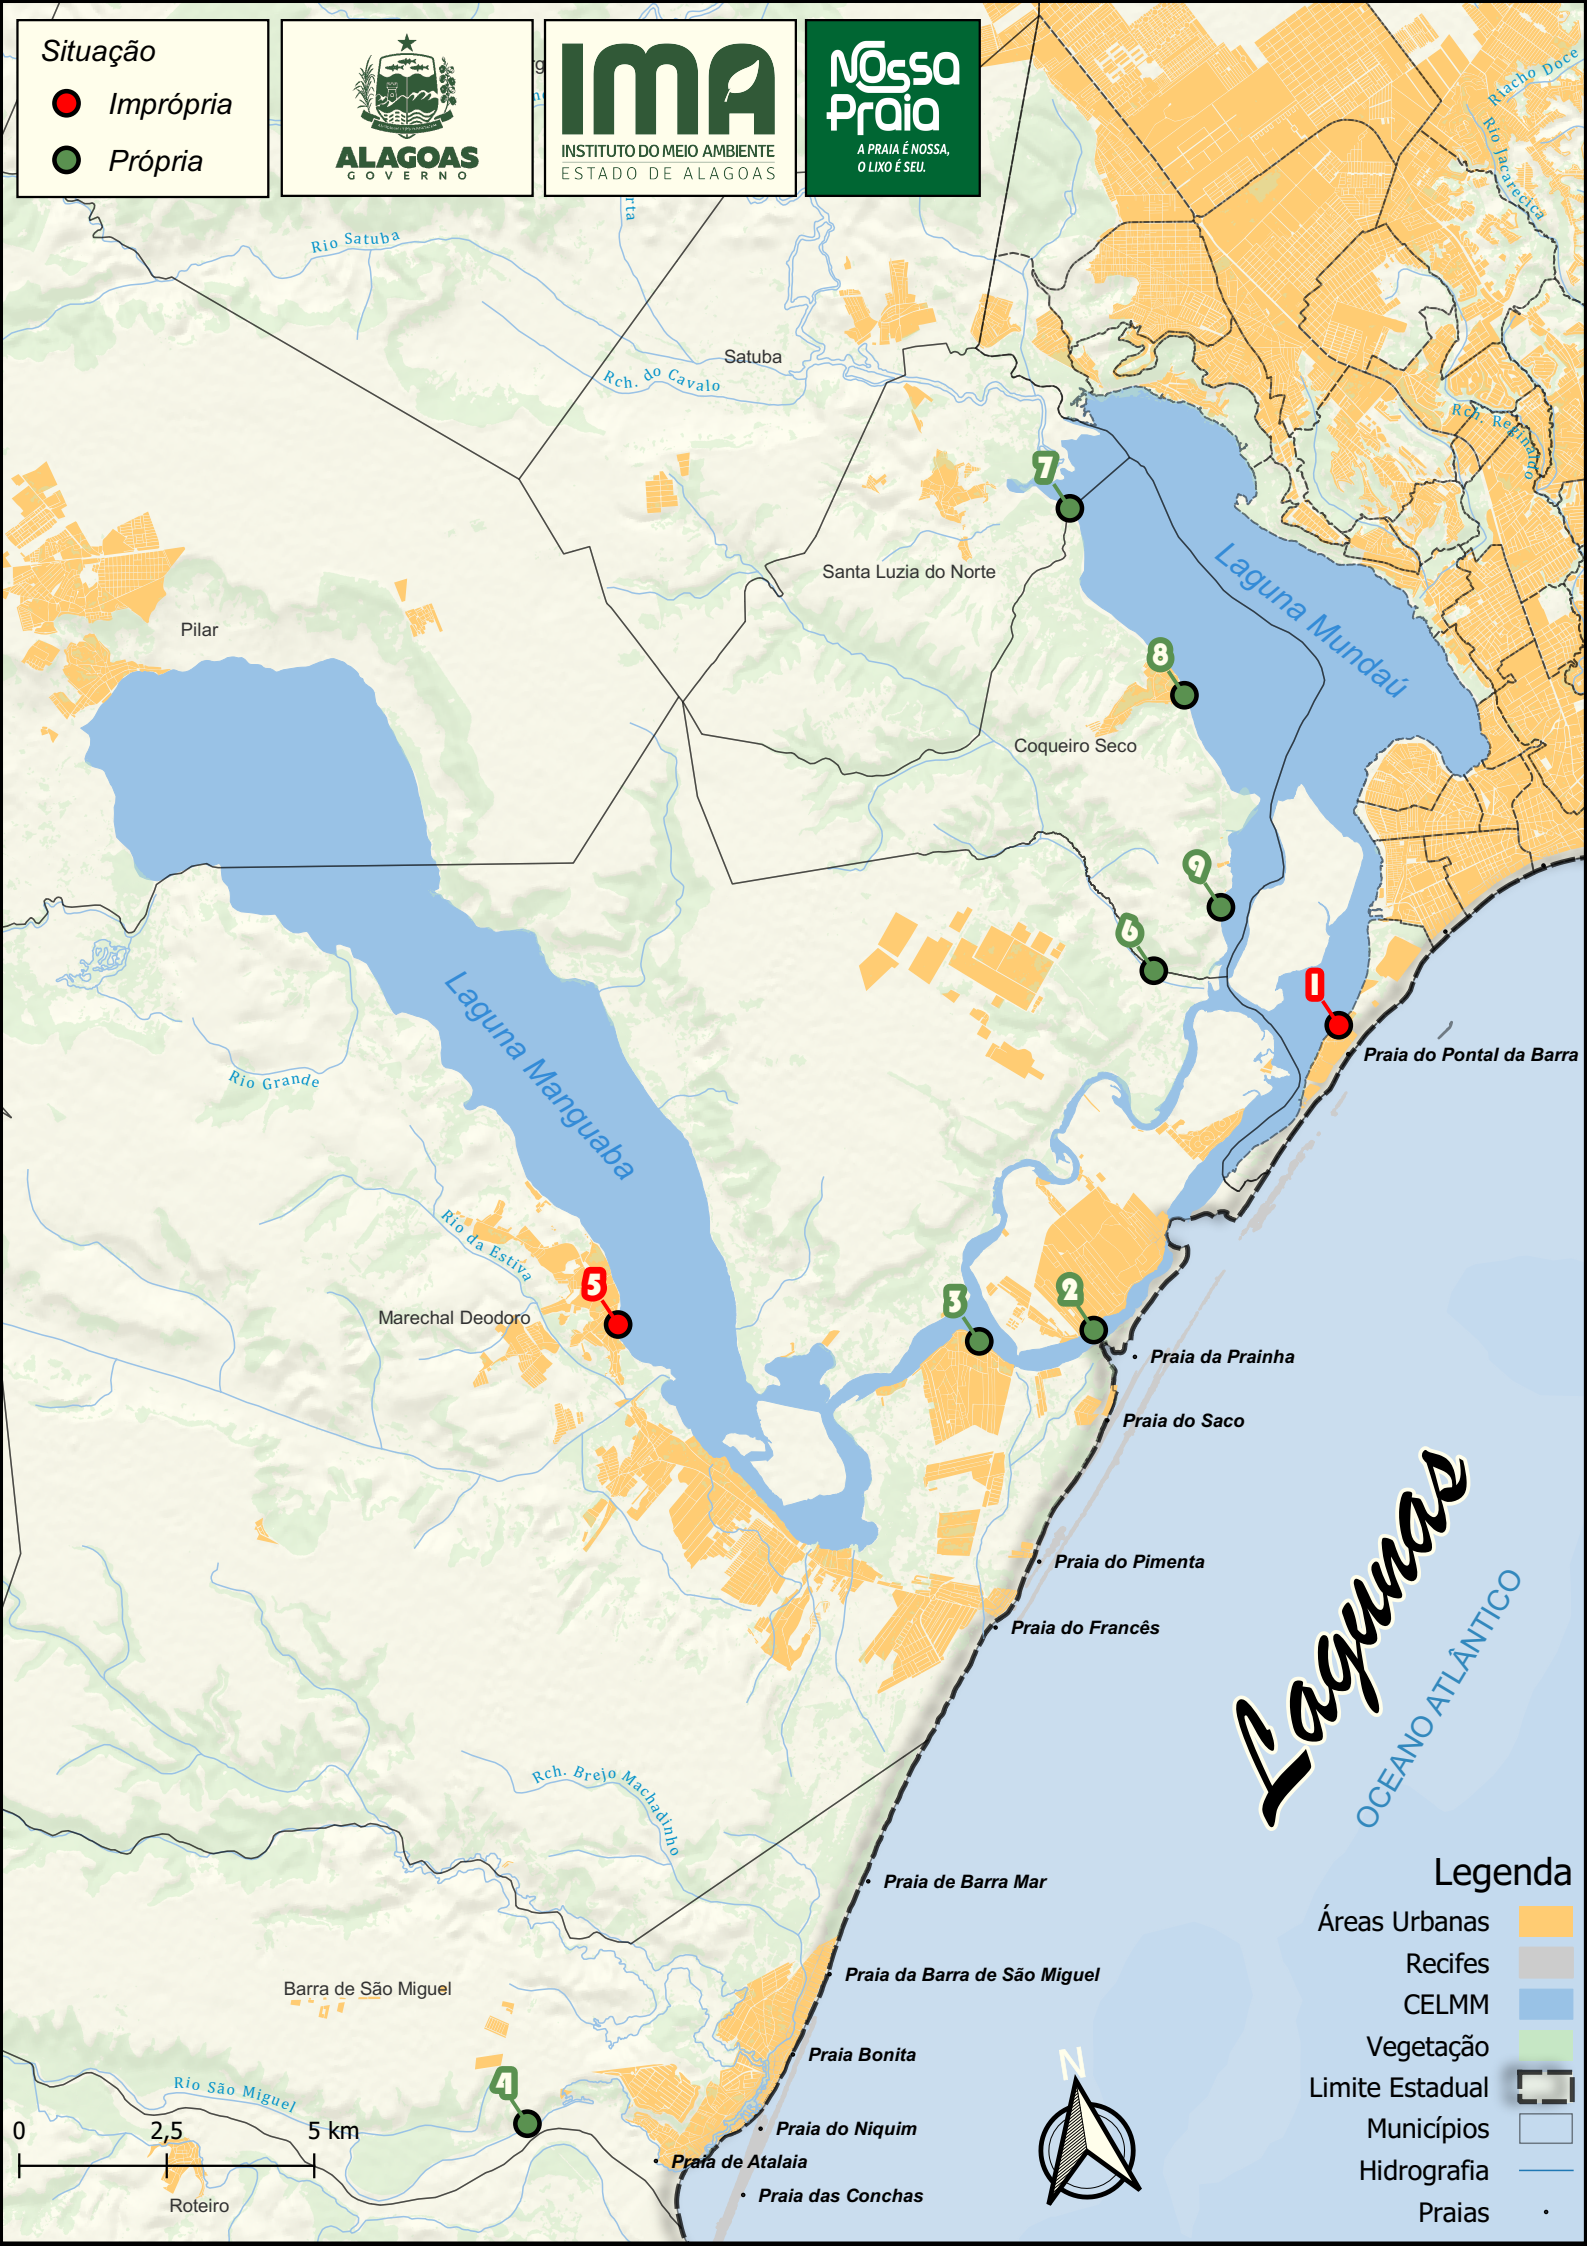 Situação
Imprópria
Própria
ALAGOAS
GOVERNO
IMA
INSTITUTO DO MEIO AMBIENTE
ESTADO DE ALAGOAS
Nossa
Praia
A PRAIA É NOSSA,
O LIXO É SEU.
Riacho Doce
Rio Jacarecica
Rio Satuba
Satuba
Rch. do Cavalo
Rch. Reginaldo
7
Santa Luzia do Norte
Laguna Mundaú
Pilar
8
Coqueiro Seco
9
6
1
Laguna Manguaba
Praia do Pontal da Barra
Rio Grande
Rio da Estiva
5
3
2
Marechal Deodoro
Praia da Prainha
Praia do Saco
Praia do Pimenta
Praia do Francês
Lagunas
OCEANO ATLÂNTICO
Rch. Brejo Machadinho
Praia de Barra Mar
Praia da Barra de São Miguel
Barra de São Miguel
Praia Bonita
4
Rio São Miguel
Praia do Niquim
Praia de Atalaia
Praia das Conchas
Roteiro
0 2,5 5 km
N
Legenda
Áreas Urbanas
Recifes
CELMM
Vegetação
Limite Estadual
Municípios
Hidrografia
Praias